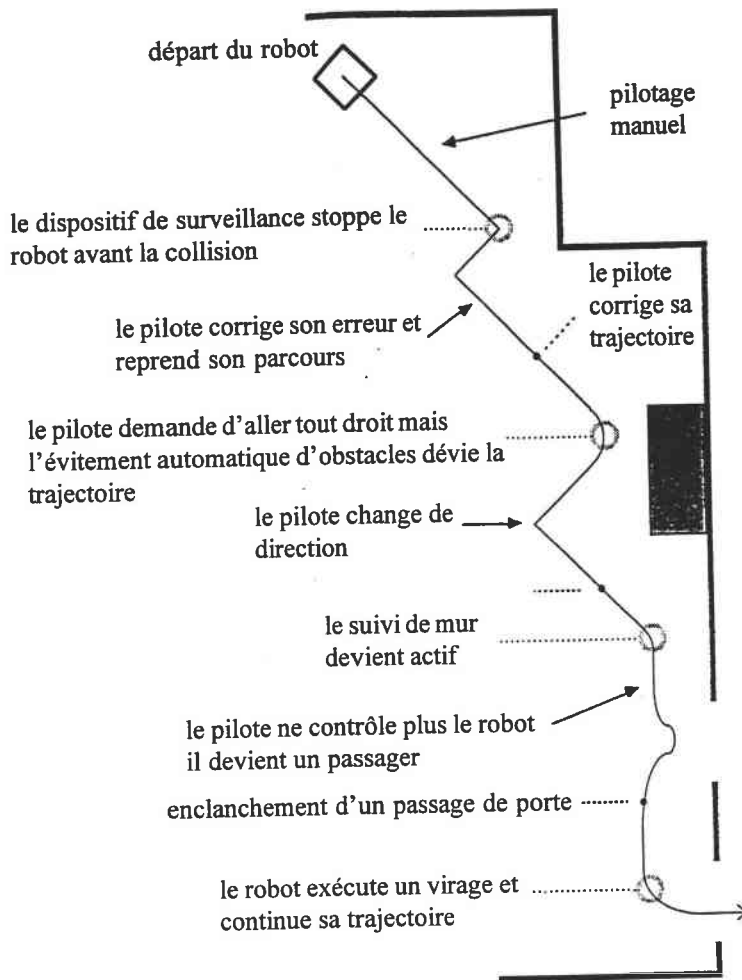 départ du robot
pilotage
manuel
le dispositif de surveillance stoppe le
robot avant la collision
le pilote
corrige sa
trajectoire
le pilote corrige son erreur et
reprend son parcours
le pilote demande d'aller tout droit mais
l'évitement automatique d'obstacles dévie la
trajectoire
le pilote change de
direction
le suivi de mur
devient actif
le pilote ne contrôle plus le robot
il devient un passager
enclanchement d'un passage de porte
le robot exécute un virage et
continue sa trajectoire